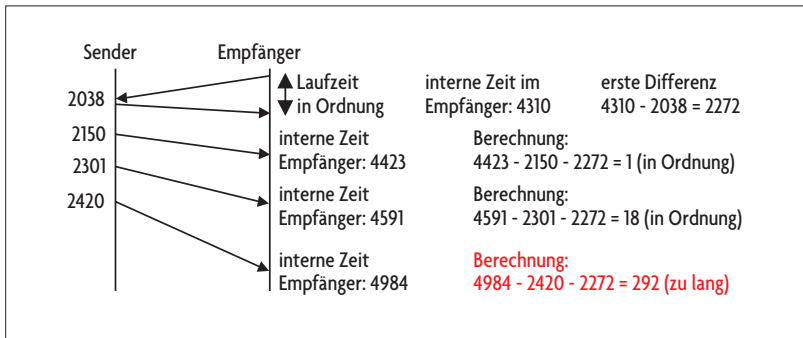 Sender
Empfänger
2038
2150
2301
2420
Laufzeit
in Ordnung
interne Zeit im
Empfänger: 4310
erste Differenz
4310 - 2038 = 2272
interne Zeit
Empfänger: 4423
Berechnung:
4423 - 2150 - 2272 = 1 (in Ordnung)
interne Zeit
Empfänger: 4591
Berechnung:
4591 - 2301 - 2272 = 18 (in Ordnung)
interne Zeit
Empfänger: 4984
Berechnung:
4984 - 2420 - 2272 = 292 (zu lang)